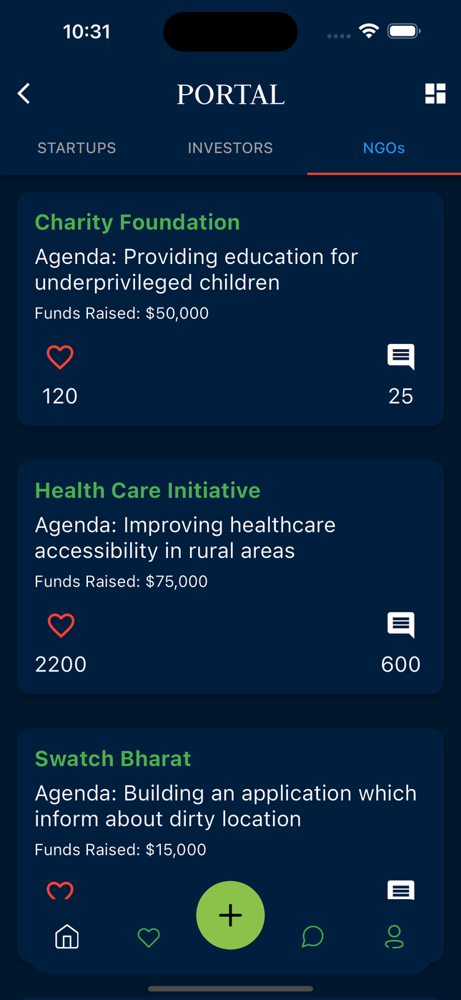 10:31
PORTAL
STARTUPS INVESTORS NGOs
Charity Foundation
Agenda: Providing education for
underprivileged children
Funds Raised: $50,000
120 25
Health Care Initiative
Agenda: Improving healthcare
accessibility in rural areas
Funds Raised: $75,000
2200 600
Swatch Bharat
Agenda: Building an application which
inform about dirty location
Funds Raised: $15,000